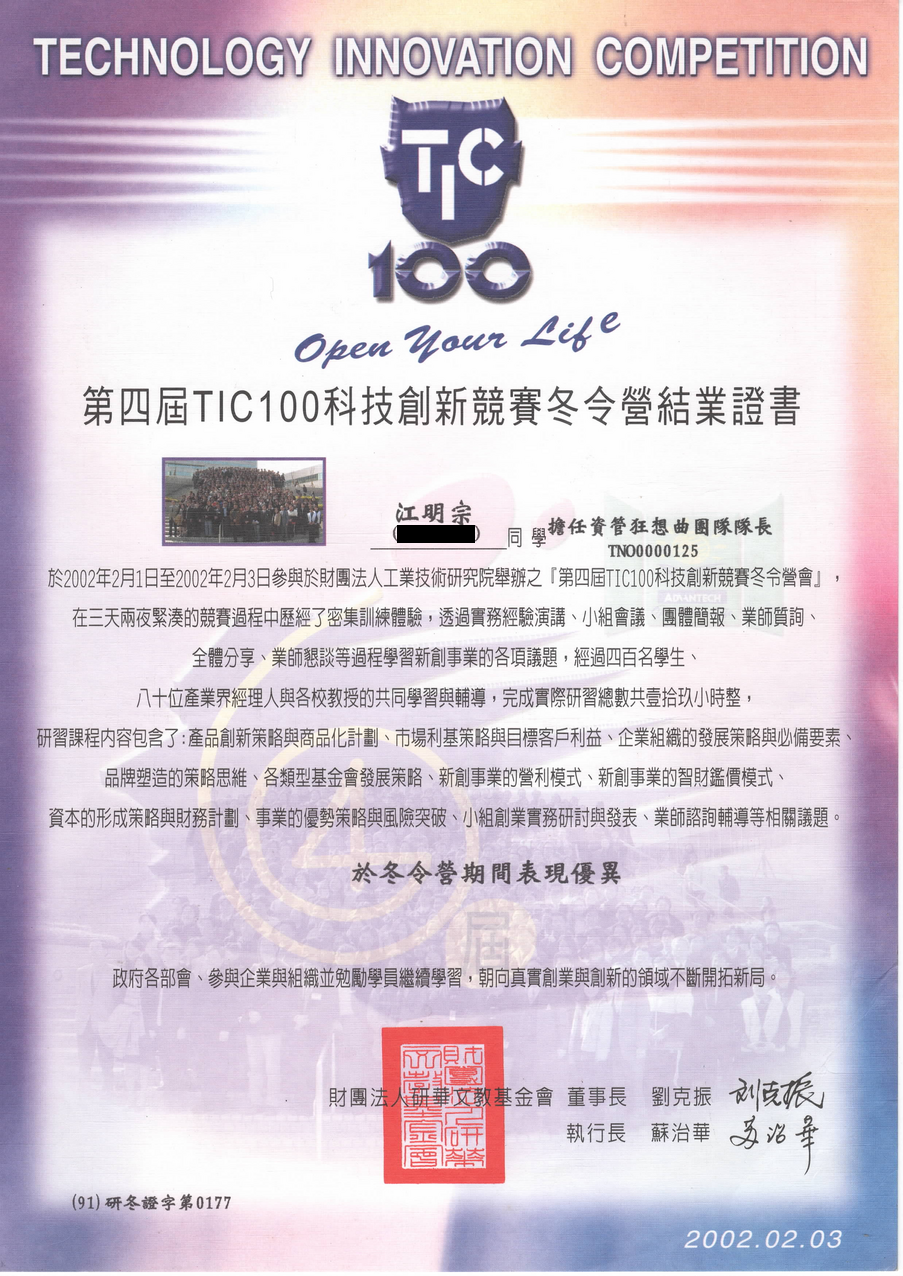 TECHNOLOGY INNOVATION COMPETITION
TIC
100
Open Your Life
第四屆TIC100科技創新競賽冬令營結業證書
江明宗
同學 擔任資管狂想曲團隊隊長
TNO0000125
於2002年2月1日至2002年2月3日參與於財團法人工業技術研究院舉辦之『第四屆TIC100科技創新競賽冬令營會』，
ADVANTECH
在三天兩夜緊湊的競賽過程中歷經了密集訓練體驗，透過實務經驗演講、小組會議、團體簡報、業師質詢、
全體分享、業師懇談等過程學習新創事業的各項議題，經過四百名學生、
八十位產業界經理人與各校教授的共同學習與輔導，完成實際研習總數共壹拾玖小時整，
研習課程內容包含了:產品創新策略與商品化計劃、市場利基策略與目標客戶利益、企業組織的發展策略與必備要素、
品牌塑造的策略思維、各類型基金會發展策略、新創事業的營利模式、新創事業的智財鑑價模式、
資本的形成策略與財務計劃、事業的優勢策略與風險突破、小組創業實務研討與發表、業師諮詢輔導等相關議題。
於冬令營期間表現優異
屆
政府各部會、參與企業與組織並勉勵學員繼續學習，朝向真實創業與創新的領域不斷開拓新局。
財團法人研華文教基金會 董事長 劉克振 劉克振
執行長 蘇治華 蘇治華
(91)研冬證字第0177
2002.02.03